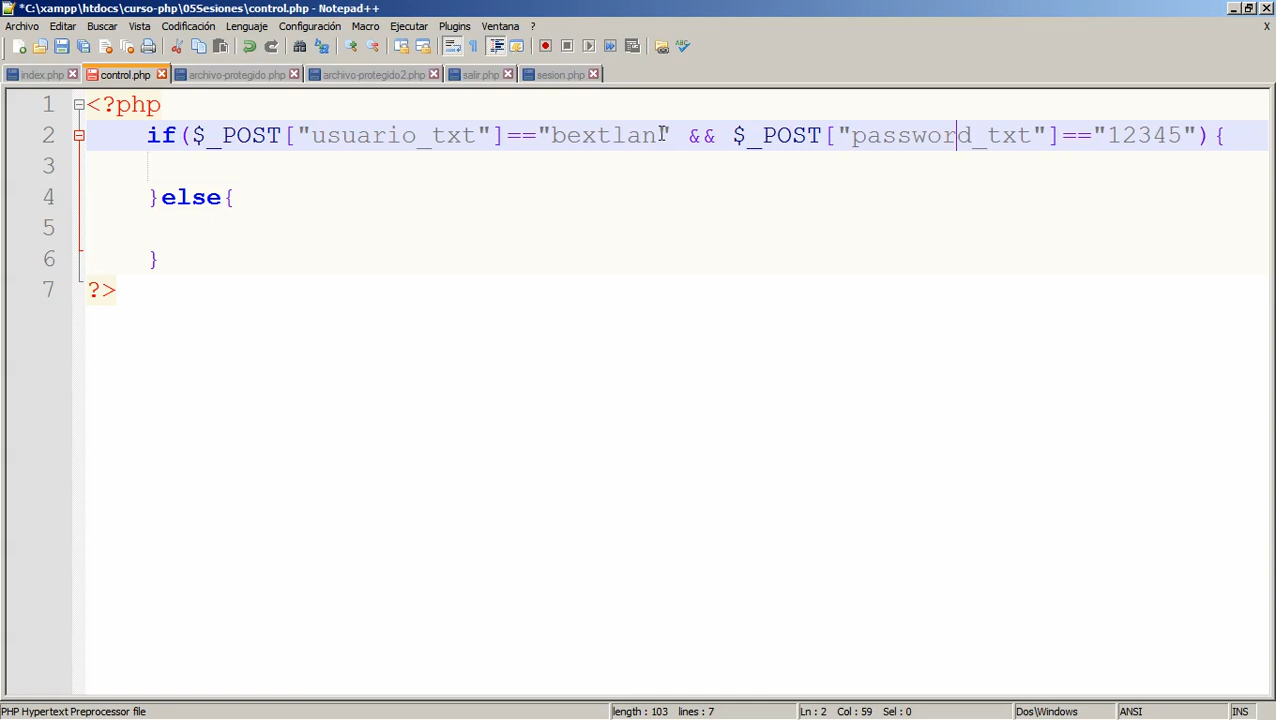 *C:\xampp\htdocs\curso-php\05Sesiones\control.php - Notepad++
Archivo Editar Buscar Vista Codificación Lenguaje Configuración Macro Ejecutar Plugins Ventana ? X
index.php control.php archivo-protegido.php archivo-protegido2.php salir.php sesion.php
1 <?php
2 if($_POST["usuario_txt"]=="bextlan" && $_POST["password_txt"]=="12345"){
3
4 }else{
5
6 }
7 ?>
PHP Hypertext Preprocessor file length : 103 lines : 7 Ln : 2 Col : 59 Sel : 0 Dos\Windows ANSI INS